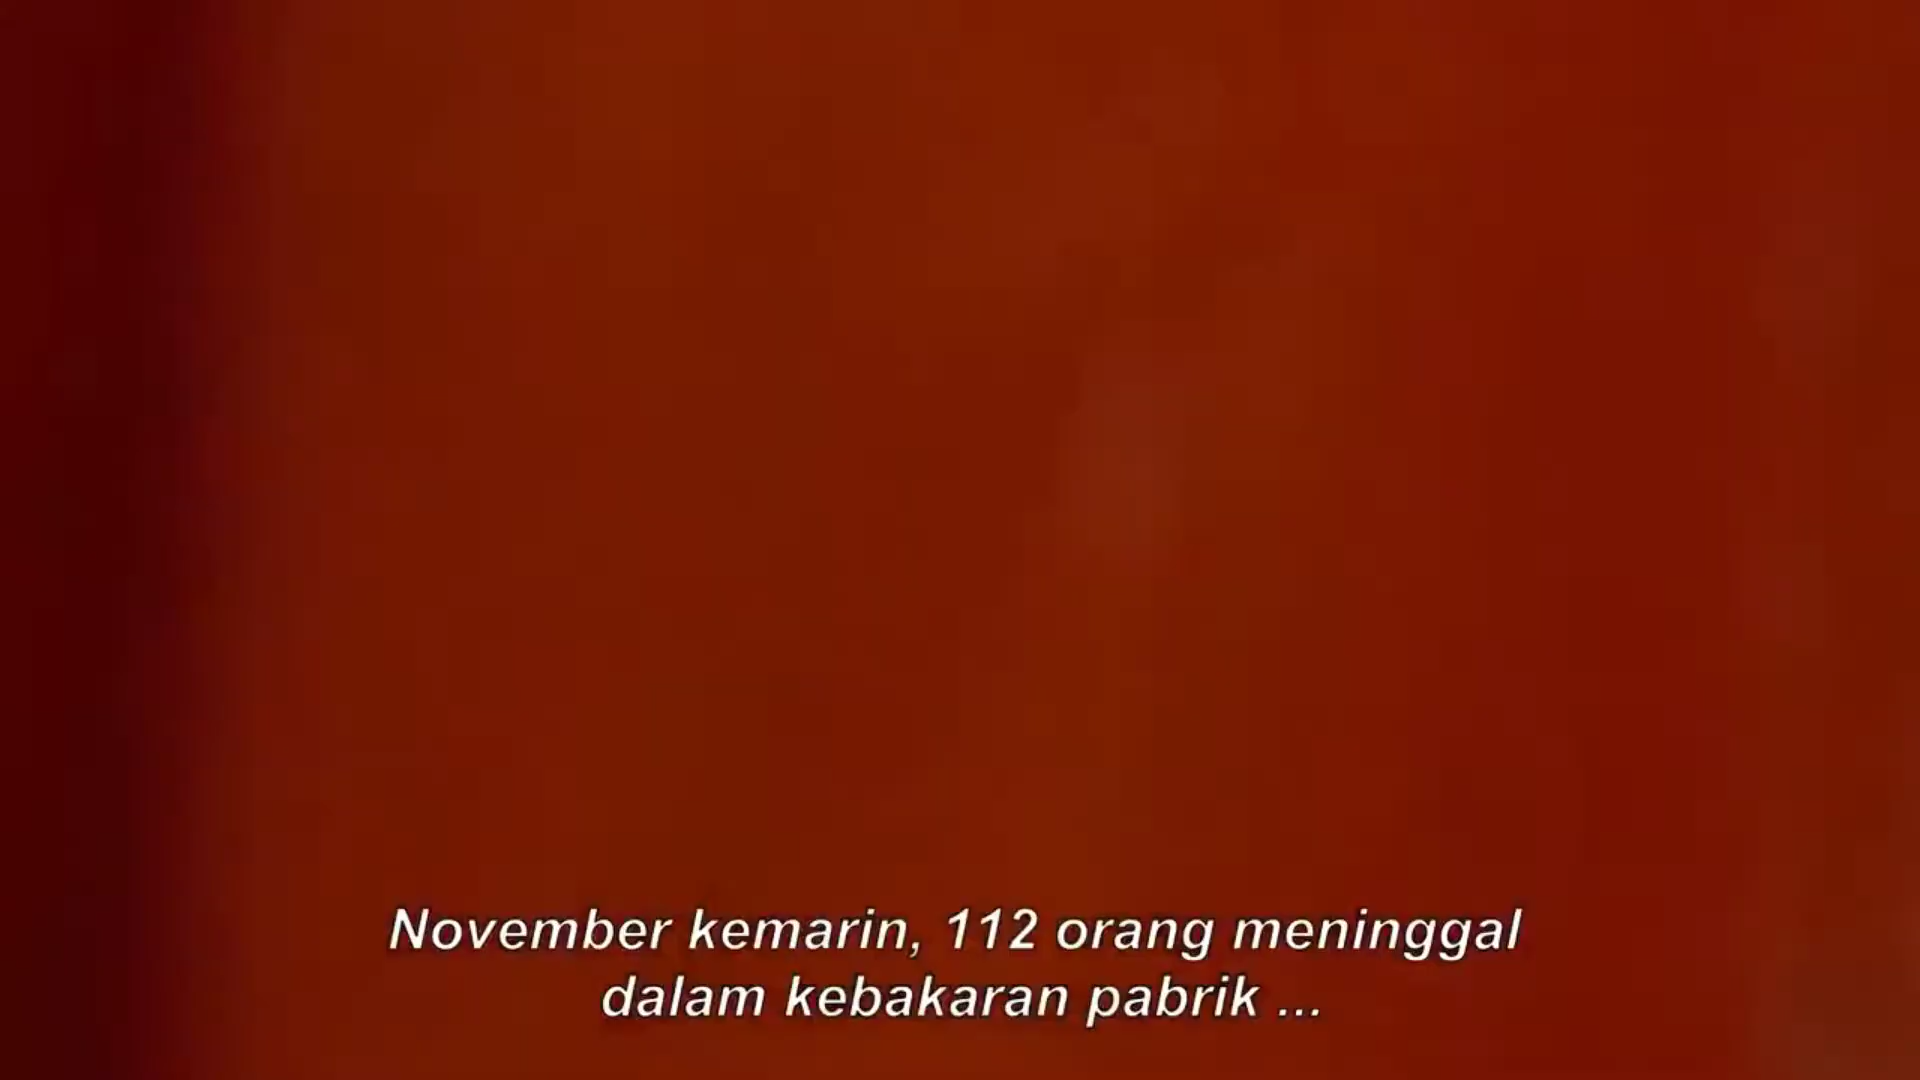 November kemarin, 112 orang meninggal
dalam kebakaran pabrik ...